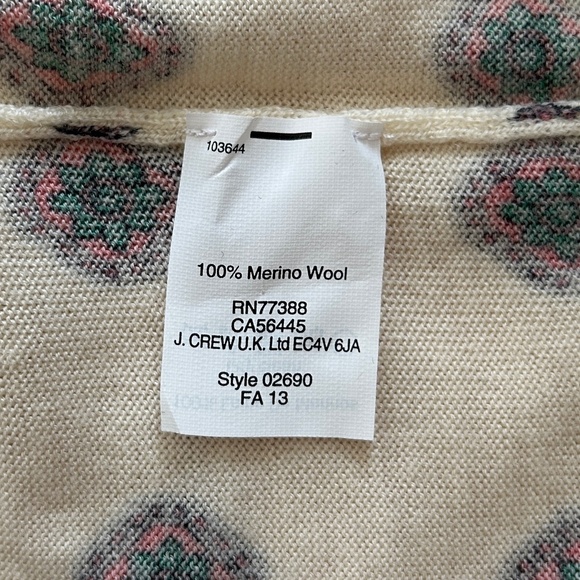 103644
100% Merino Wool
RN77388
CA56445
J. CREW U.K. Ltd EC4V 6JA
Style 02690
FA 13